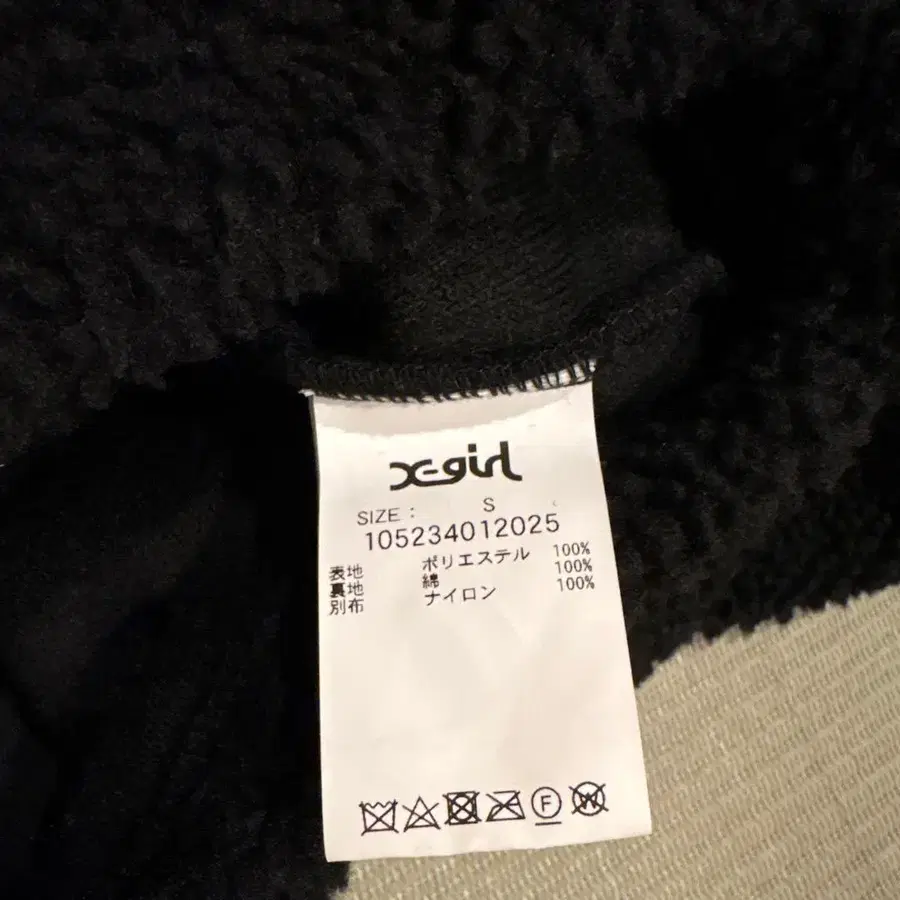 X-girl
SIZE : S
105234012025
表地 ポリエステル 100%
裏地 綿 100%
別布 ナイロン 100%
F
W